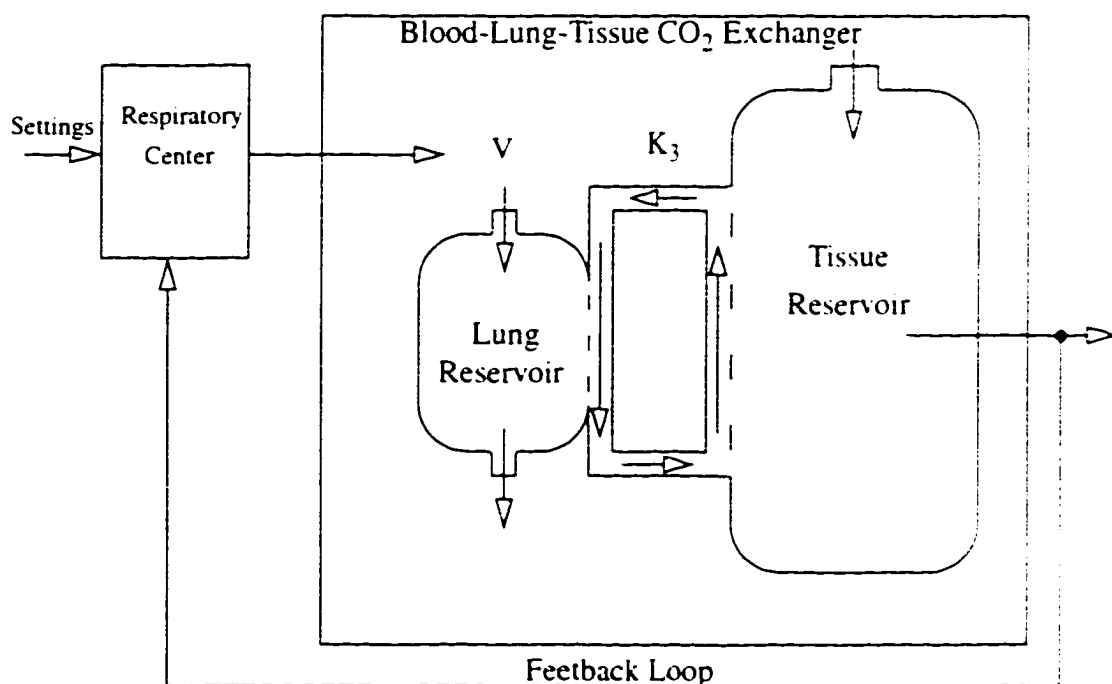 Blood-Lung-Tissue CO₂ Exchanger
Settings
Respiratory
Center
V
K₃
Tissue
Reservoir
Lung
Reservoir
Feetback Loop